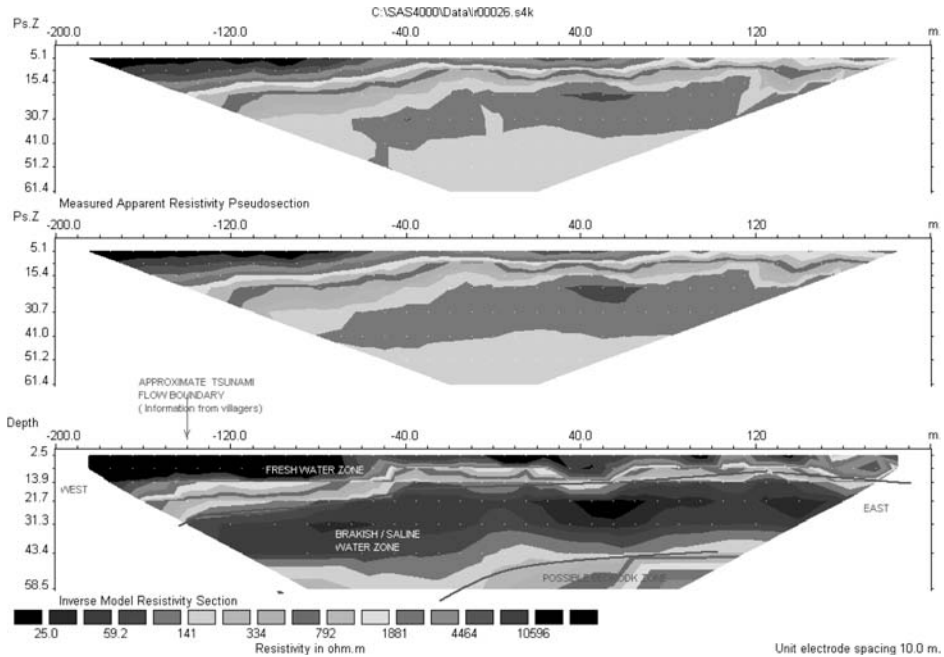 C:\SAS4000\Data\lr00026.s4k
Ps.Z -200.0 -120.0 -40.0 40.0 120 m.
5.1
15.4
30.7
41.0
51.2
61.4
Measured Apparent Resistivity Pseudosection
Ps.Z -200.0 -120.0 -40.0 40.0 120 m.
5.1
15.4
30.7
41.0
51.2
61.4
APPROXIMATE TSUNAMI
FLOW BOUNDARY
( Information from villagers)
Depth -200.0 -120.0 -40.0 40.0 120 m.
2.5
FRESH WATER ZONE
13.9
WEST
21.7
EAST
31.3
BRAKISH / SALINE
WATER ZONE
43.4
POSSIBLE BEDROCK ZONE
58.5
Inverse Model Resistivity Section
25.0 59.2 141 334 792 1881 4464 10596
Resistivity in ohm.m
Unit electrode spacing 10.0 m.